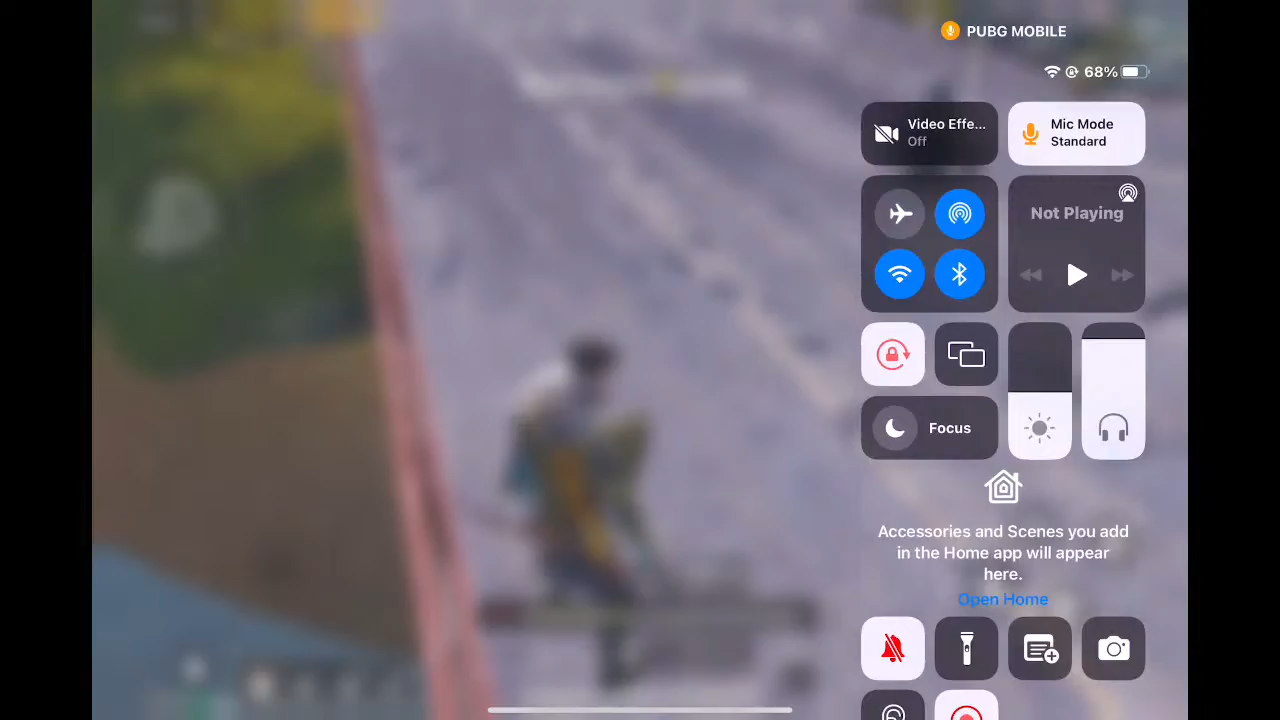 PUBG MOBILE
68%
Video Effe...
Off
Mic Mode
Standard
Not Playing
Focus
Accessories and Scenes you add
in the Home app will appear
here.
Open Home